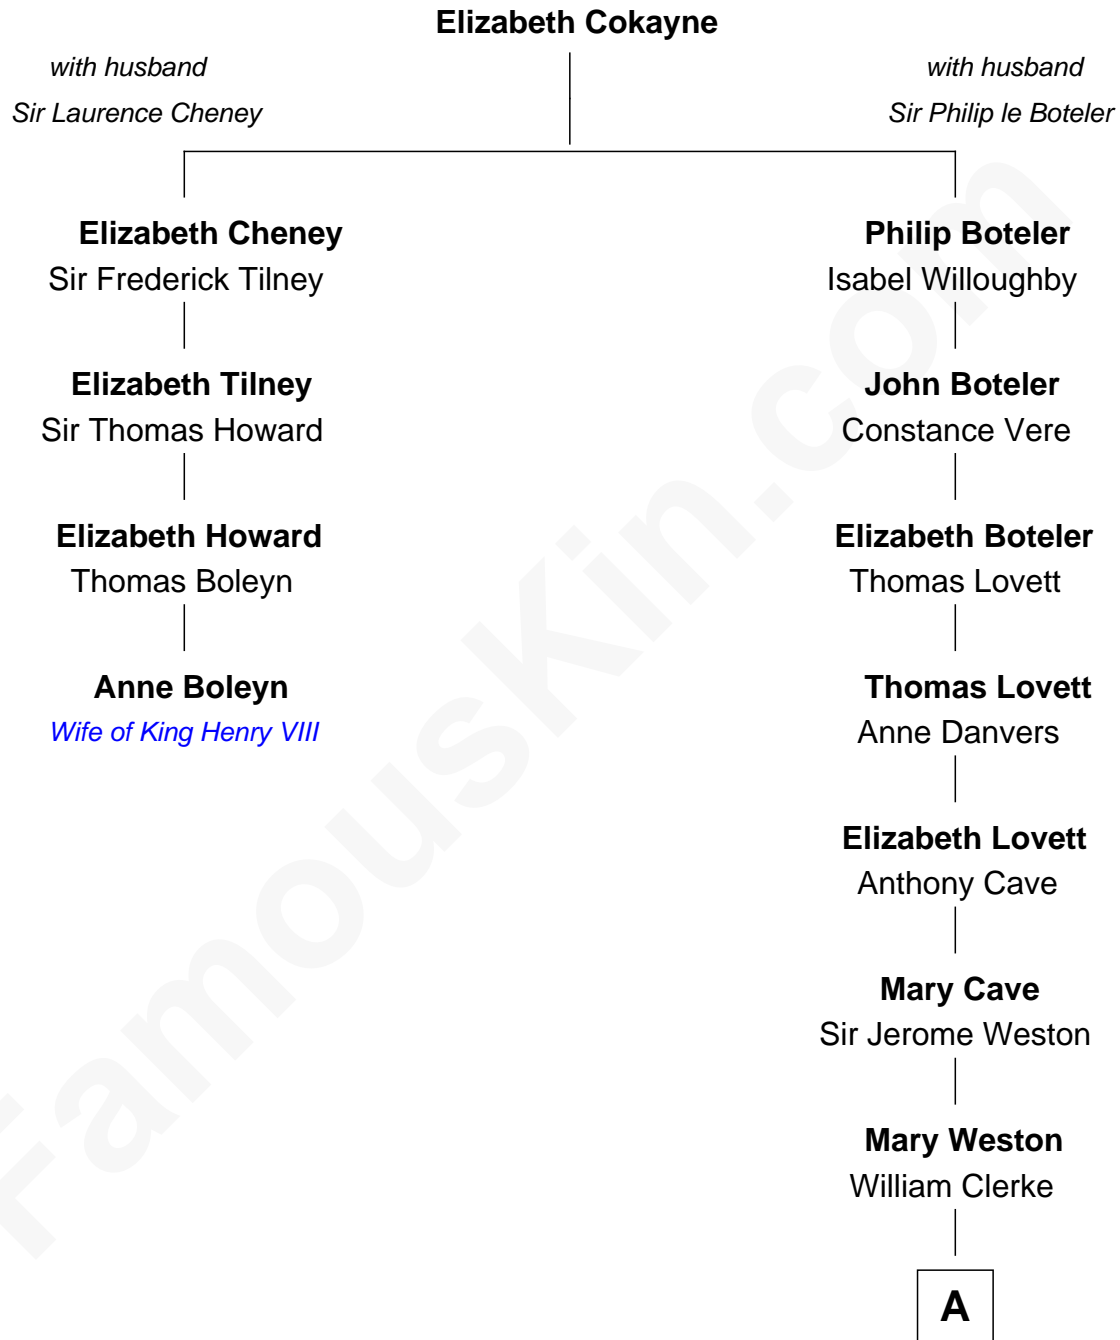 Elizabeth Cokayne
with husband
Sir Laurence Cheney
with husband
Sir Philip le Boteler
Elizabeth Cheney
Sir Frederick Tilney
Elizabeth Tilney
Sir Thomas Howard
Elizabeth Howard
Thomas Boleyn
Anne Boleyn
Wife of King Henry VIII
Philip Boteler
Isabel Willoughby
John Boteler
Constance Vere
Elizabeth Boteler
Thomas Lovett
Thomas Lovett
Anne Danvers
Elizabeth Lovett
Anthony Cave
Mary Cave
Sir Jerome Weston
Mary Weston
William Clerke
A
FamousKin.com